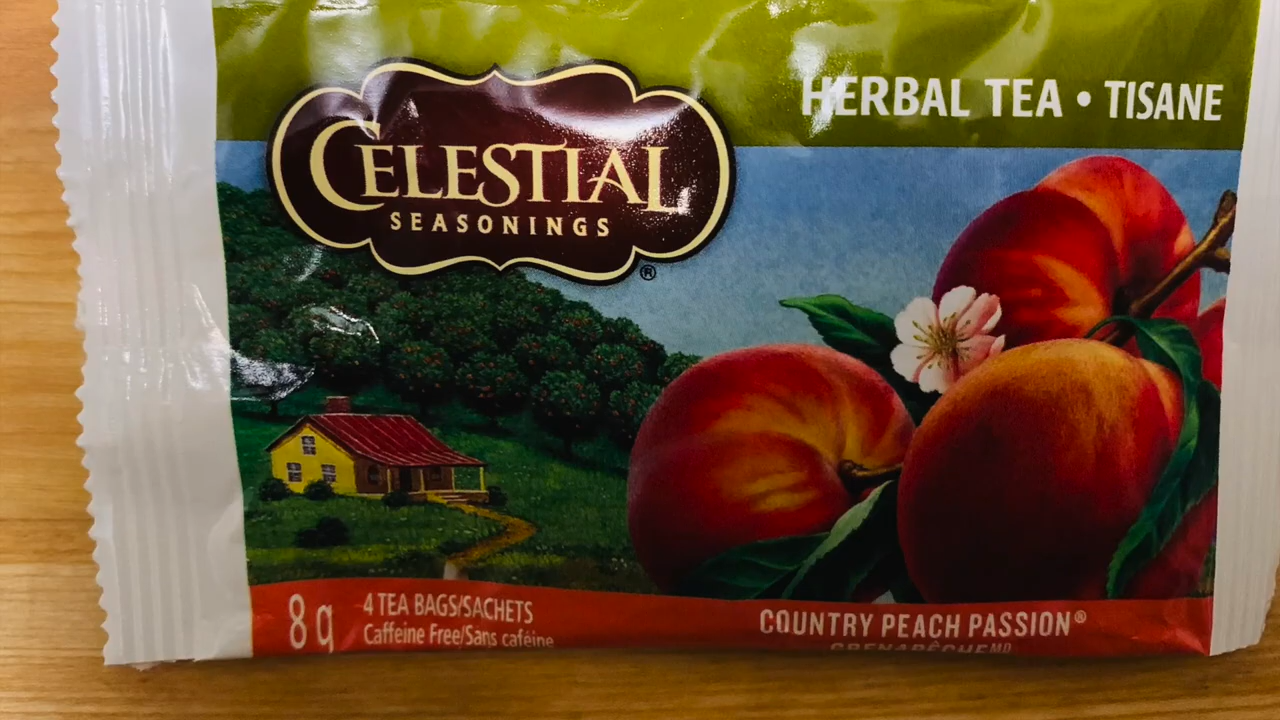 HERBAL TEA • TISANE
CELESTIAL
SEASONINGS
®
8 g
4 TEA BAGS/SACHETS
Caffeine Free/Sans caféine
COUNTRY PEACH PASSION®